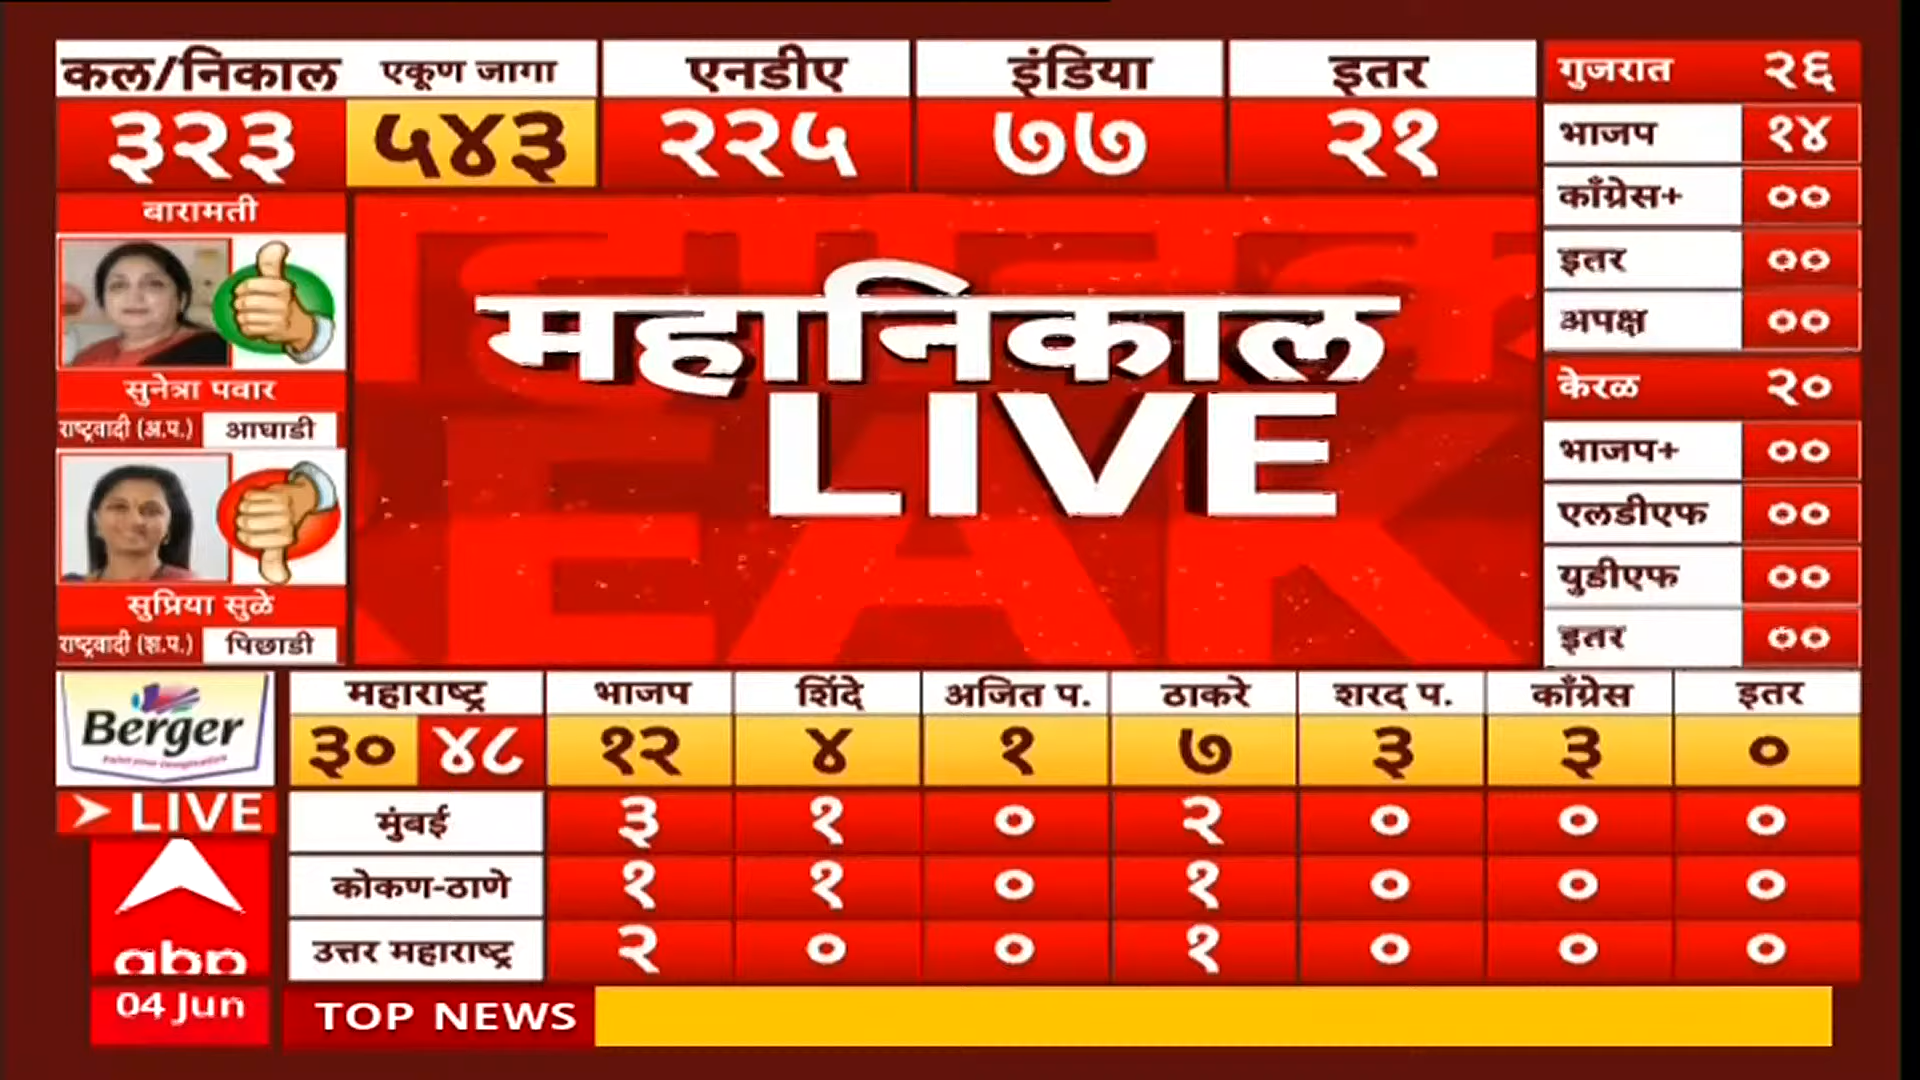 कल/निकाल एकूण जागा एनडीए इंडिया इतर
३२३ ५४३ २२५ ७७ २१
बारामती
सुनेत्रा पवार
राष्ट्रवादी (अ.प.) आघाडी
सुप्रिया सुळे
राष्ट्रवादी (श.प.) पिछाडी
महानिकाल
LIVE
गुजरात २६
भाजप १४
काँग्रेस+ ००
इतर ००
अपक्ष ००
केरळ २०
भाजप+ ००
एलडीएफ ००
युडीएफ ००
इतर ००
Berger
Paint your imagination
महाराष्ट्र भाजप शिंदे अजित प. ठाकरे शरद प. काँग्रेस इतर
३० ४८ १२ ४ १ ७ ३ ३ ०
मुंबई ३ १ ० २ ० ० ०
कोकण-ठाणे १ १ ० १ ० ० ०
उत्तर महाराष्ट्र २ ० ० १ ० ० ०
LIVE
abp
04 Jun
TOP NEWS